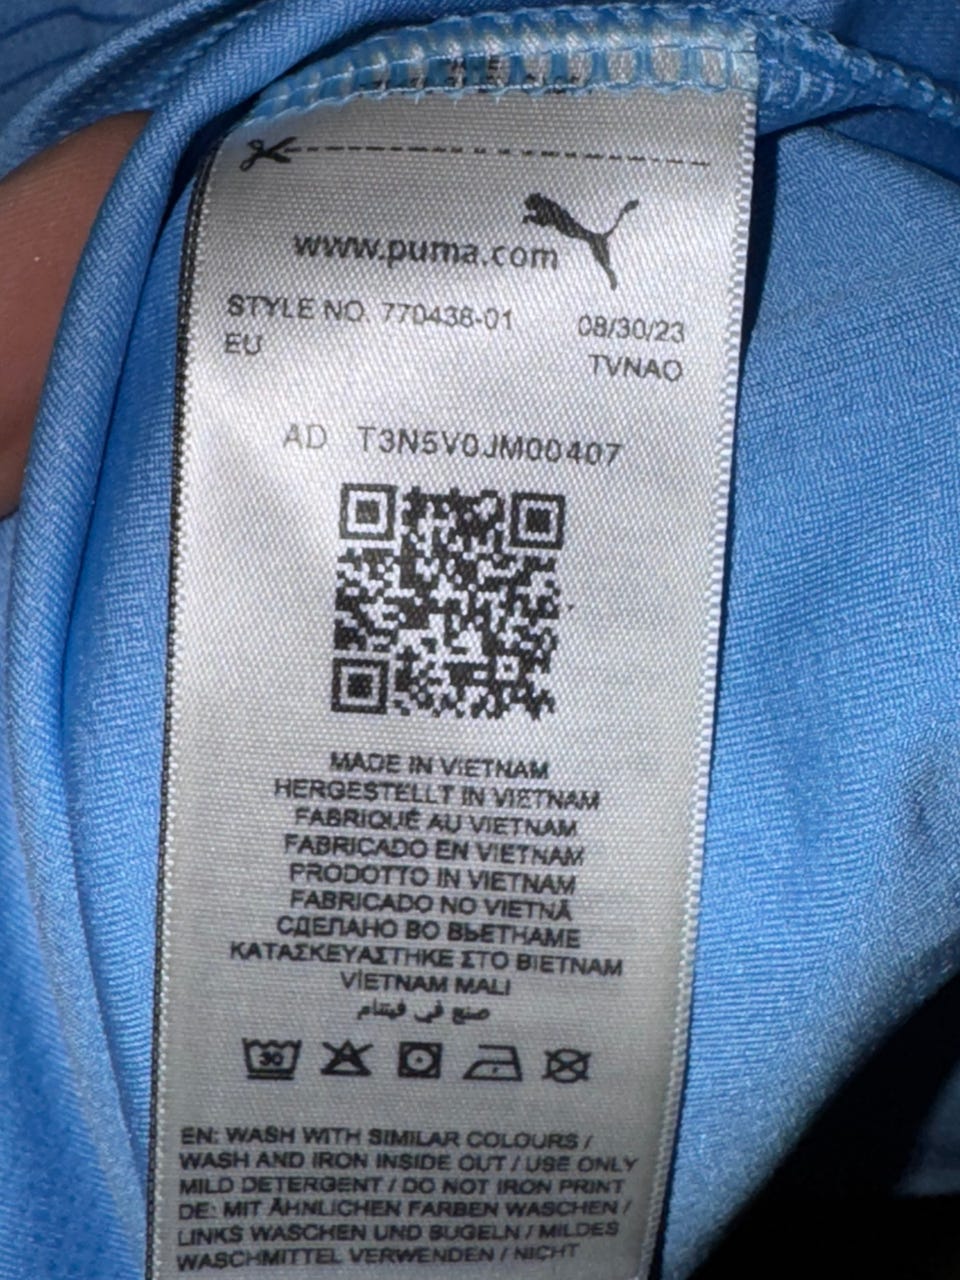 www.puma.com
STYLE NO. 770438-01 08/30/23
EU TVNAO
AD T3N5V0JM00407
MADE IN VIETNAM
HERGESTELLT IN VIETNAM
FABRIQUÉ AU VIETNAM
FABRICADO EN VIETNAM
PRODOTTO IN VIETNAM
FABRICADO NO VIETNÃ
СДЕЛАНО ВО ВЬЕТНАМЕ
ΚΑΤΑΣΚΕΥΑΣΤΗΚΕ ΣΤΟ ΒΙΕΤΝΑΜ
VİETNAM MALI
صنع في فيتنام
30
EN: WASH WITH SIMILAR COLOURS /
WASH AND IRON INSIDE OUT / USE ONLY
MILD DETERGENT / DO NOT IRON PRINT
DE: MIT ÄHNLICHEN FARBEN WASCHEN /
LINKS WASCHEN UND BÜGELN / MILDES
WASCHMITTEL VERWENDEN / NICHT